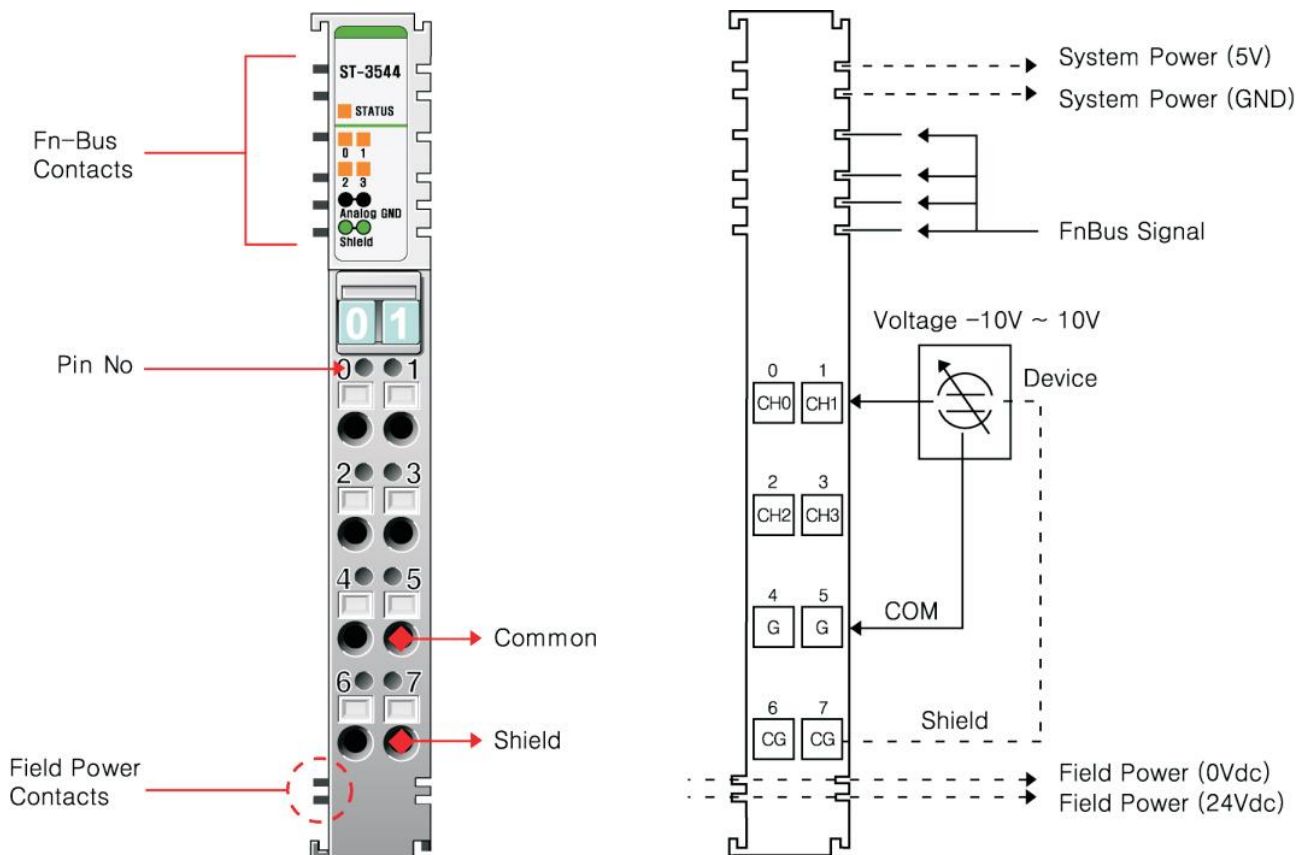 Fn-Bus
Contacts
Pin No
Field Power
Contacts
ST-3544
STATUS
0 1
2 3
Analog GND
Shield
0 1
0 1
2 3
4 5
6 7
Common
Shield
System Power (5V)
System Power (GND)
FnBus Signal
Voltage -10V ~ 10V
Device
0 1
CH0 CH1
2 3
CH2 CH3
4 5
G G
COM
6 7
CG CG
Shield
Field Power (0Vdc)
Field Power (24Vdc)